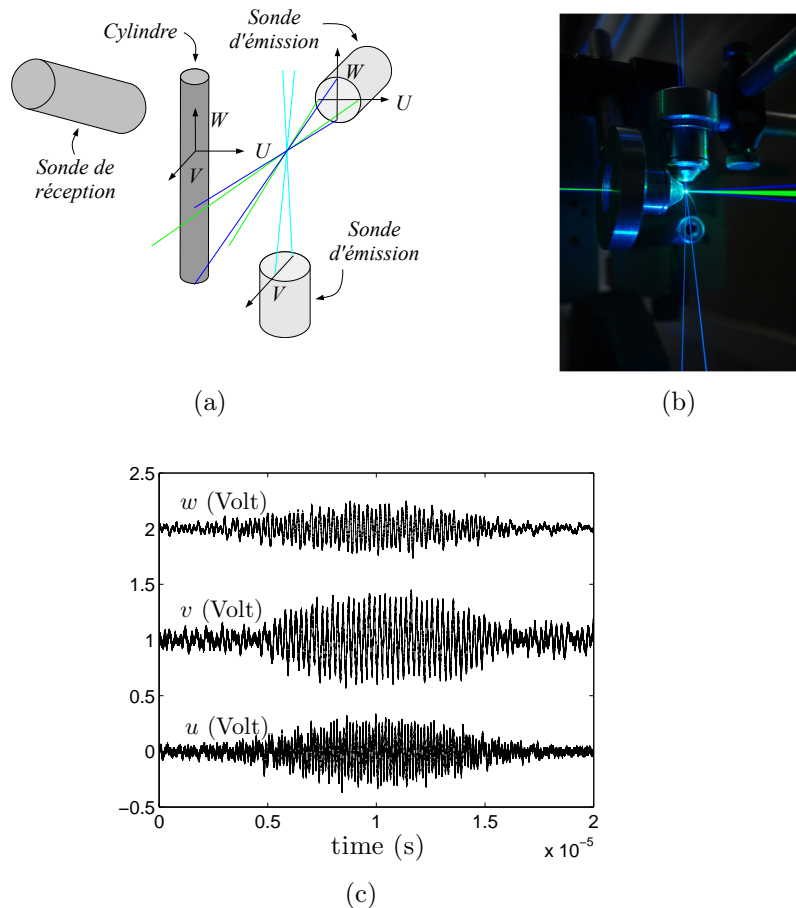 Cylindre
Sonde
d'émission
W
U
W
U
V
Sonde de
réception
Sonde
d'émission
V
(a)
(b)
2.5
w (Volt)
2
1.5
v (Volt)
1
0.5
u (Volt)
0
−0.5
0
0.5
1
1.5
2
time (s)
x 10⁻⁵
(c)